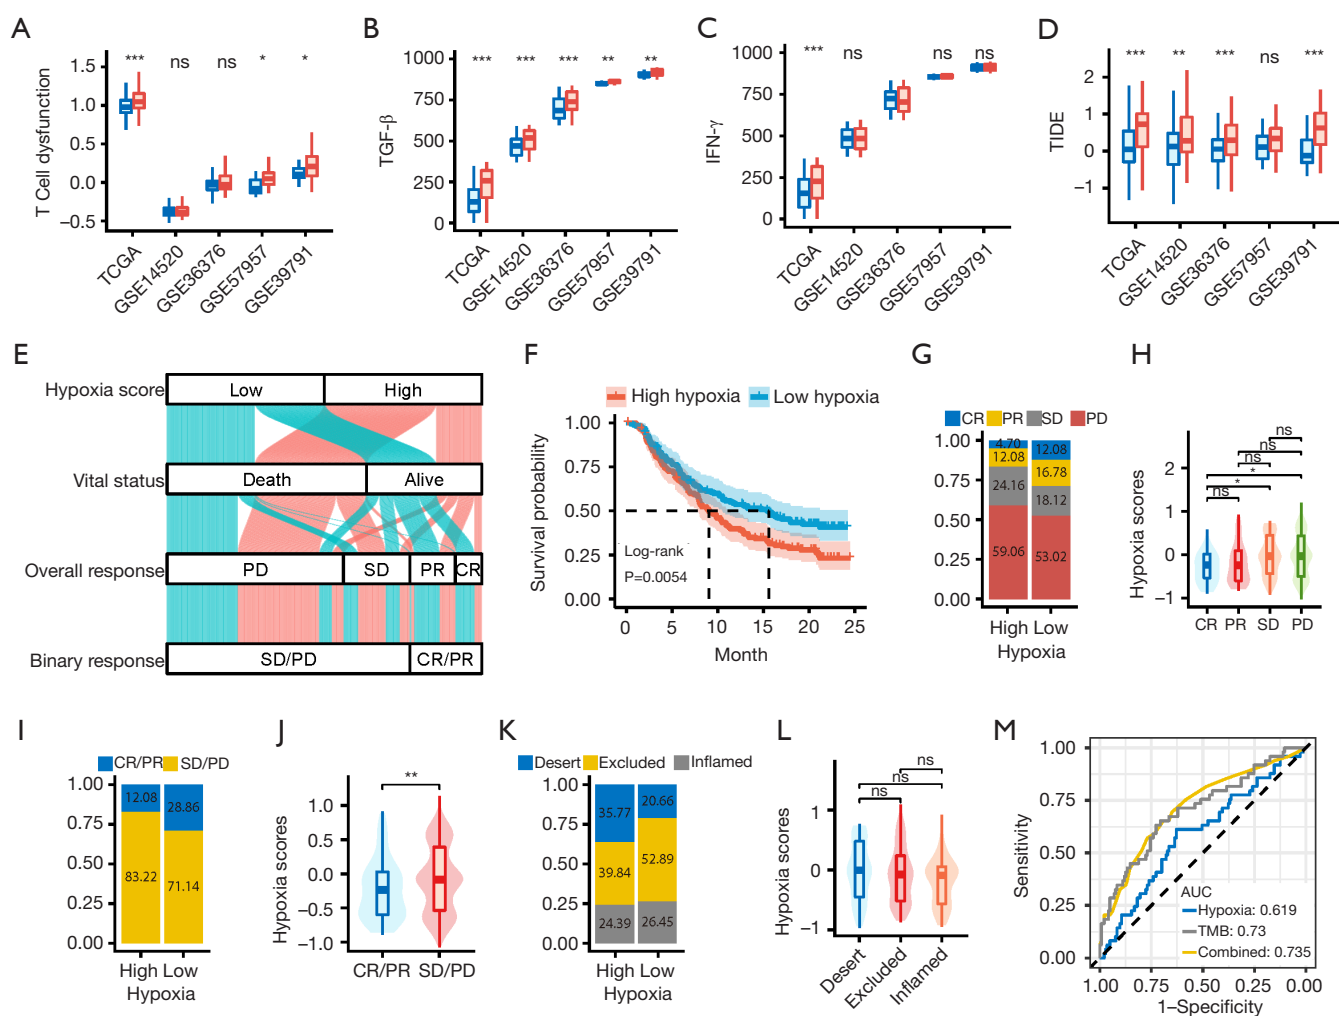 A
T Cell dysfunction
1.5
1.0
0.5
0.0
−0.5
*** ns ns * *
TCGA
GSE14520
GSE36376
GSE57957
GSE39791
B
TGF-β
1000
750
500
250
0
*** *** *** ** **
TCGA
GSE14520
GSE36376
GSE57957
GSE39791
C
IFN-γ
1000
750
500
250
0
*** ns ns ns
TCGA
GSE14520
GSE36376
GSE57957
GSE39791
D
TIDE
2
1
0
−1
*** ** *** ns ***
TCGA
GSE14520
GSE36376
GSE57957
GSE39791
E
Hypoxia score Low High
Vital status Death Alive
Overall response PD SD PR CR
Binary response SD/PD CR/PR
F
High hypoxia Low hypoxia
Survival probability
1.00
0.75
0.50
0.25
0.00
Log-rank
P=0.0054
0 5 10 15 20 25
Month
G
CR PR SD PD
1.00
0.75
0.50
0.25
0.00
4.70
12.08
24.16
59.06
12.08
16.78
18.12
53.02
High Low
Hypoxia
H
Hypoxia scores
2
1
0
−1
ns
ns
ns
*
*
ns
CR PR SD PD
I
CR/PR SD/PD
1.00
0.75
0.50
0.25
0.00
12.08
83.22
28.86
71.14
High Low
Hypoxia
J
Hypoxia scores
1.0
0.5
0.0
−0.5
−1.0
**
CR/PR SD/PD
K
Desert Excluded Inflamed
1.00
0.75
0.50
0.25
0.00
35.77
39.84
24.39
20.66
52.89
26.45
High Low
Hypoxia
L
Hypoxia scores
1
0
−1
ns
ns
ns
Desert
Excluded
Inflamed
M
Sensitivity
1.00
0.75
0.50
0.25
0.00
AUC
Hypoxia: 0.619
TMB: 0.73
Combined: 0.735
1.00 0.75 0.50 0.25 0.00
1−Specificity